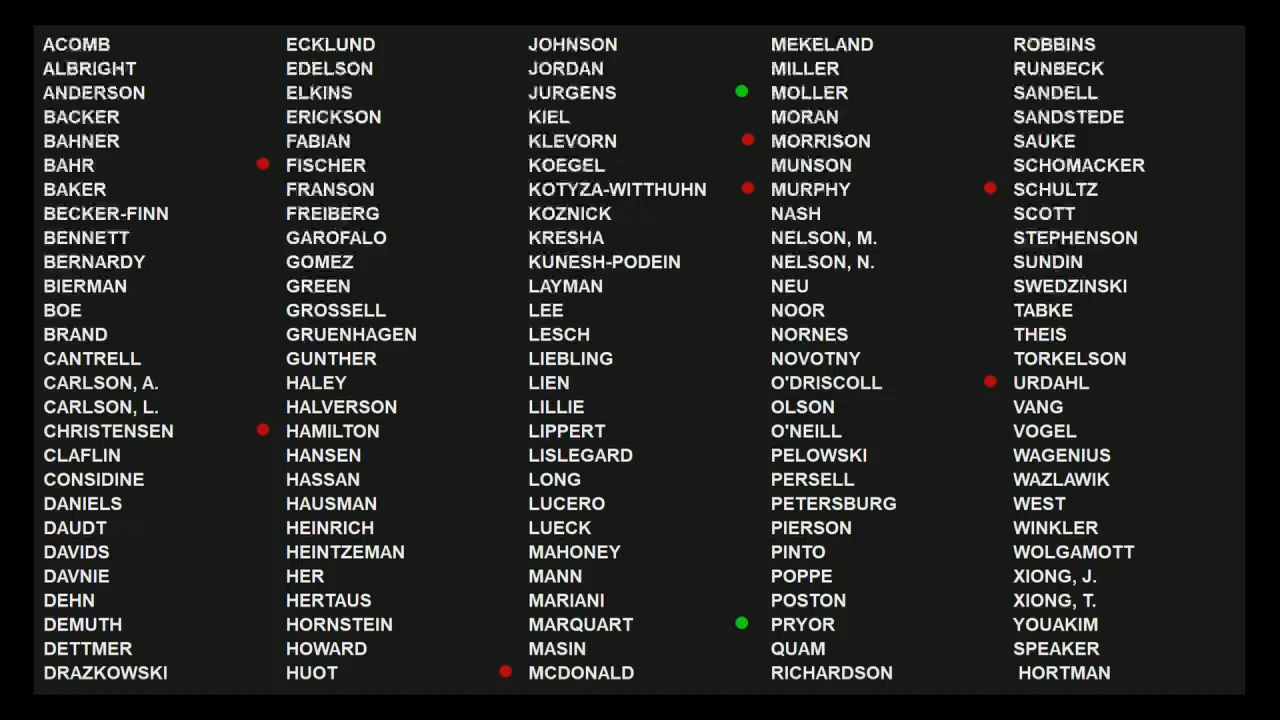 ACOMB
ALBRIGHT
ANDERSON
BACKER
BAHNER
BAHR
BAKER
BECKER-FINN
BENNETT
BERNARDY
BIERMAN
BOE
BRAND
CANTRELL
CARLSON, A.
CARLSON, L.
CHRISTENSEN
CLAFLIN
CONSIDINE
DANIELS
DAUDT
DAVIDS
DAVNIE
DEHN
DEMUTH
DETTMER
DRAZKOWSKI
ECKLUND
EDELSON
ELKINS
ERICKSON
FABIAN
FISCHER
FRANSON
FREIBERG
GAROFALO
GOMEZ
GREEN
GROSSELL
GRUENHAGEN
GUNTHER
HALEY
HALVERSON
HAMILTON
HANSEN
HASSAN
HAUSMAN
HEINRICH
HEINTZEMAN
HER
HERTAUS
HORNSTEIN
HOWARD
HUOT
JOHNSON
JORDAN
JURGENS
KIEL
KLEVORN
KOEGEL
KOTYZA-WITTHUHN
KOZNICK
KRESHA
KUNESH-PODEIN
LAYMAN
LEE
LESCH
LIEBLING
LIEN
LILLIE
LIPPERT
LISLEGARD
LONG
LUCERO
LUECK
MAHONEY
MANN
MARIANI
MARQUART
MASIN
MCDONALD
MEKELAND
MILLER
MOLLER
MORAN
MORRISON
MUNSON
MURPHY
NASH
NELSON, M.
NELSON, N.
NEU
NOOR
NORNES
NOVOTNY
O'DRISCOLL
OLSON
O'NEILL
PELOWSKI
PERSELL
PETERSBURG
PIERSON
PINTO
POPPE
POSTON
PRYOR
QUAM
RICHARDSON
ROBBINS
RUNBECK
SANDELL
SANDSTEDE
SAUKE
SCHOMACKER
SCHULTZ
SCOTT
STEPHENSON
SUNDIN
SWEDZINSKI
TABKE
THEIS
TORKELSON
URDAHL
VANG
VOGEL
WAGENIUS
WAZLAWIK
WEST
WINKLER
WOLGAMOTT
XIONG, J.
XIONG, T.
YOUAKIM
SPEAKER
HORTMAN